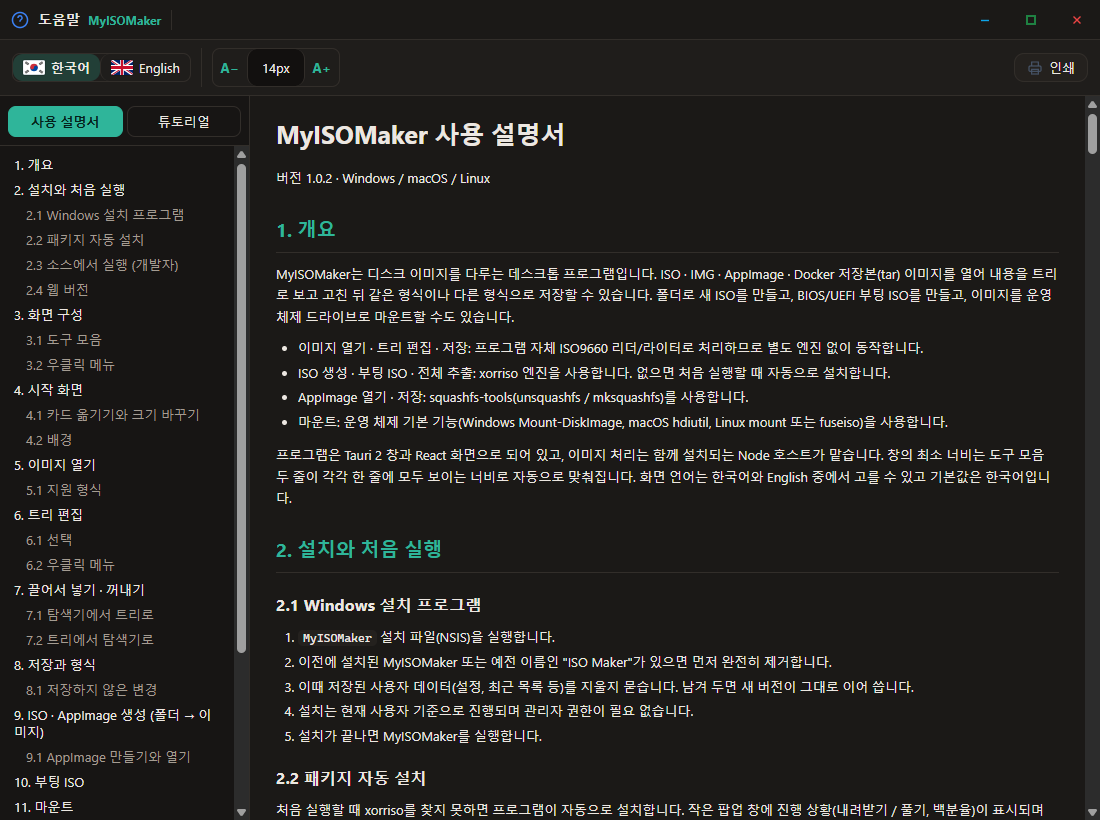 도움말 MyISOMaker
한국어 English A− 14px A+ 인쇄
사용 설명서 튜토리얼
1. 개요
2. 설치와 처음 실행
2.1 Windows 설치 프로그램
2.2 패키지 자동 설치
2.3 소스에서 실행 (개발자)
2.4 웹 버전
3. 화면 구성
3.1 도구 모음
3.2 우클릭 메뉴
4. 시작 화면
4.1 카드 옮기기와 크기 바꾸기
4.2 배경
5. 이미지 열기
5.1 지원 형식
6. 트리 편집
6.1 선택
6.2 우클릭 메뉴
7. 끌어서 넣기 · 꺼내기
7.1 탐색기에서 트리로
7.2 트리에서 탐색기로
8. 저장과 형식
8.1 저장하지 않은 변경
9. ISO · AppImage 생성 (폴더 → 이
미지)
9.1 AppImage 만들기와 열기
10. 부팅 ISO
11. 마운트
MyISOMaker 사용 설명서
버전 1.0.2 · Windows / macOS / Linux
1. 개요
MyISOMaker는 디스크 이미지를 다루는 데스크톱 프로그램입니다. ISO · IMG · AppImage · Docker 저장본(tar) 이미지를 열어 내용을 트리
로 보고 고친 뒤 같은 형식이나 다른 형식으로 저장할 수 있습니다. 폴더로 새 ISO를 만들고, BIOS/UEFI 부팅 ISO를 만들고, 이미지를 운영
체제 드라이브로 마운트할 수도 있습니다.
• 이미지 열기 · 트리 편집 · 저장: 프로그램 자체 ISO9660 리더/라이터로 처리하므로 별도 엔진 없이 동작합니다.
• ISO 생성 · 부팅 ISO · 전체 추출: xorriso 엔진을 사용합니다. 없으면 처음 실행할 때 자동으로 설치합니다.
• AppImage 열기 · 저장: squashfs-tools(unsquashfs / mksquashfs)를 사용합니다.
• 마운트: 운영 체제 기본 기능(Windows Mount-DiskImage, macOS hdiutil, Linux mount 또는 fuseiso)을 사용합니다.
프로그램은 Tauri 2 창과 React 화면으로 되어 있고, 이미지 처리는 함께 설치되는 Node 호스트가 맡습니다. 창의 최소 너비는 도구 모음
두 줄이 각각 한 줄에 모두 보이는 너비로 자동으로 맞춰집니다. 화면 언어는 한국어와 English 중에서 고를 수 있고 기본값은 한국어입니
다.
2. 설치와 처음 실행
2.1 Windows 설치 프로그램
1. MyISOMaker 설치 파일(NSIS)을 실행합니다.
2. 이전에 설치된 MyISOMaker 또는 예전 이름인 "ISO Maker"가 있으면 먼저 완전히 제거합니다.
3. 이때 저장된 사용자 데이터(설정, 최근 목록 등)를 지울지 묻습니다. 남겨 두면 새 버전이 그대로 이어 씁니다.
4. 설치는 현재 사용자 기준으로 진행되며 관리자 권한이 필요 없습니다.
5. 설치가 끝나면 MyISOMaker를 실행합니다.
2.2 패키지 자동 설치
처음 실행할 때 xorriso를 찾지 못하면 프로그램이 자동으로 설치합니다. 작은 팝업 창에 진행 상황(내려받기 / 풀기, 백분율)이 표시되며